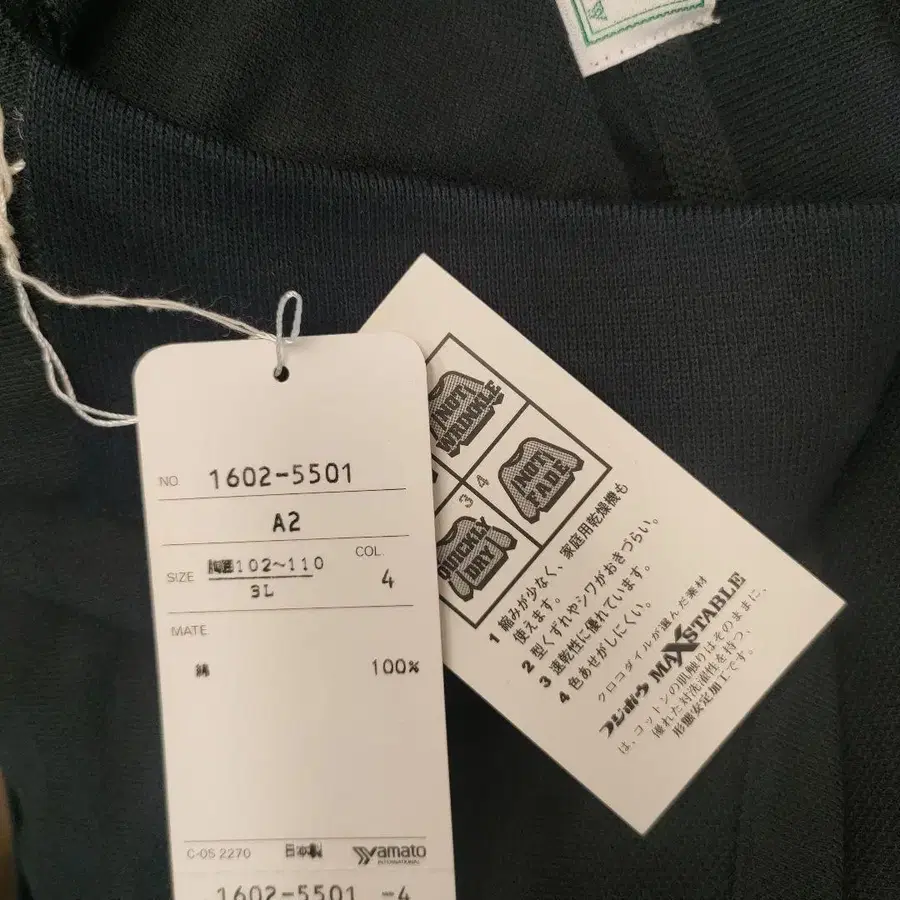 NO. 1602-5501
A2
SIZE 胸囲102~110
3L
COL. 4
MATE.
綿 100%
C-OS 2270 日本製 Yamato
INTERNATIONAL
1602-5501 -4
NOT!
WRINKLE
3 4
QUICKLY
DRY
NOT!
FADE
1 縮みが少なく、家庭用乾燥機も
使えます。
2 型くずれやシワがおきづらい。
3 速乾性に優れています。
4 色あせがしにくい。
クロコダイルが選んだ素材
フジボウ MAXSTABLE
は、コットンの肌触りはそのままに、
優れた対洗濯性を持つ、
形態安定加工です。